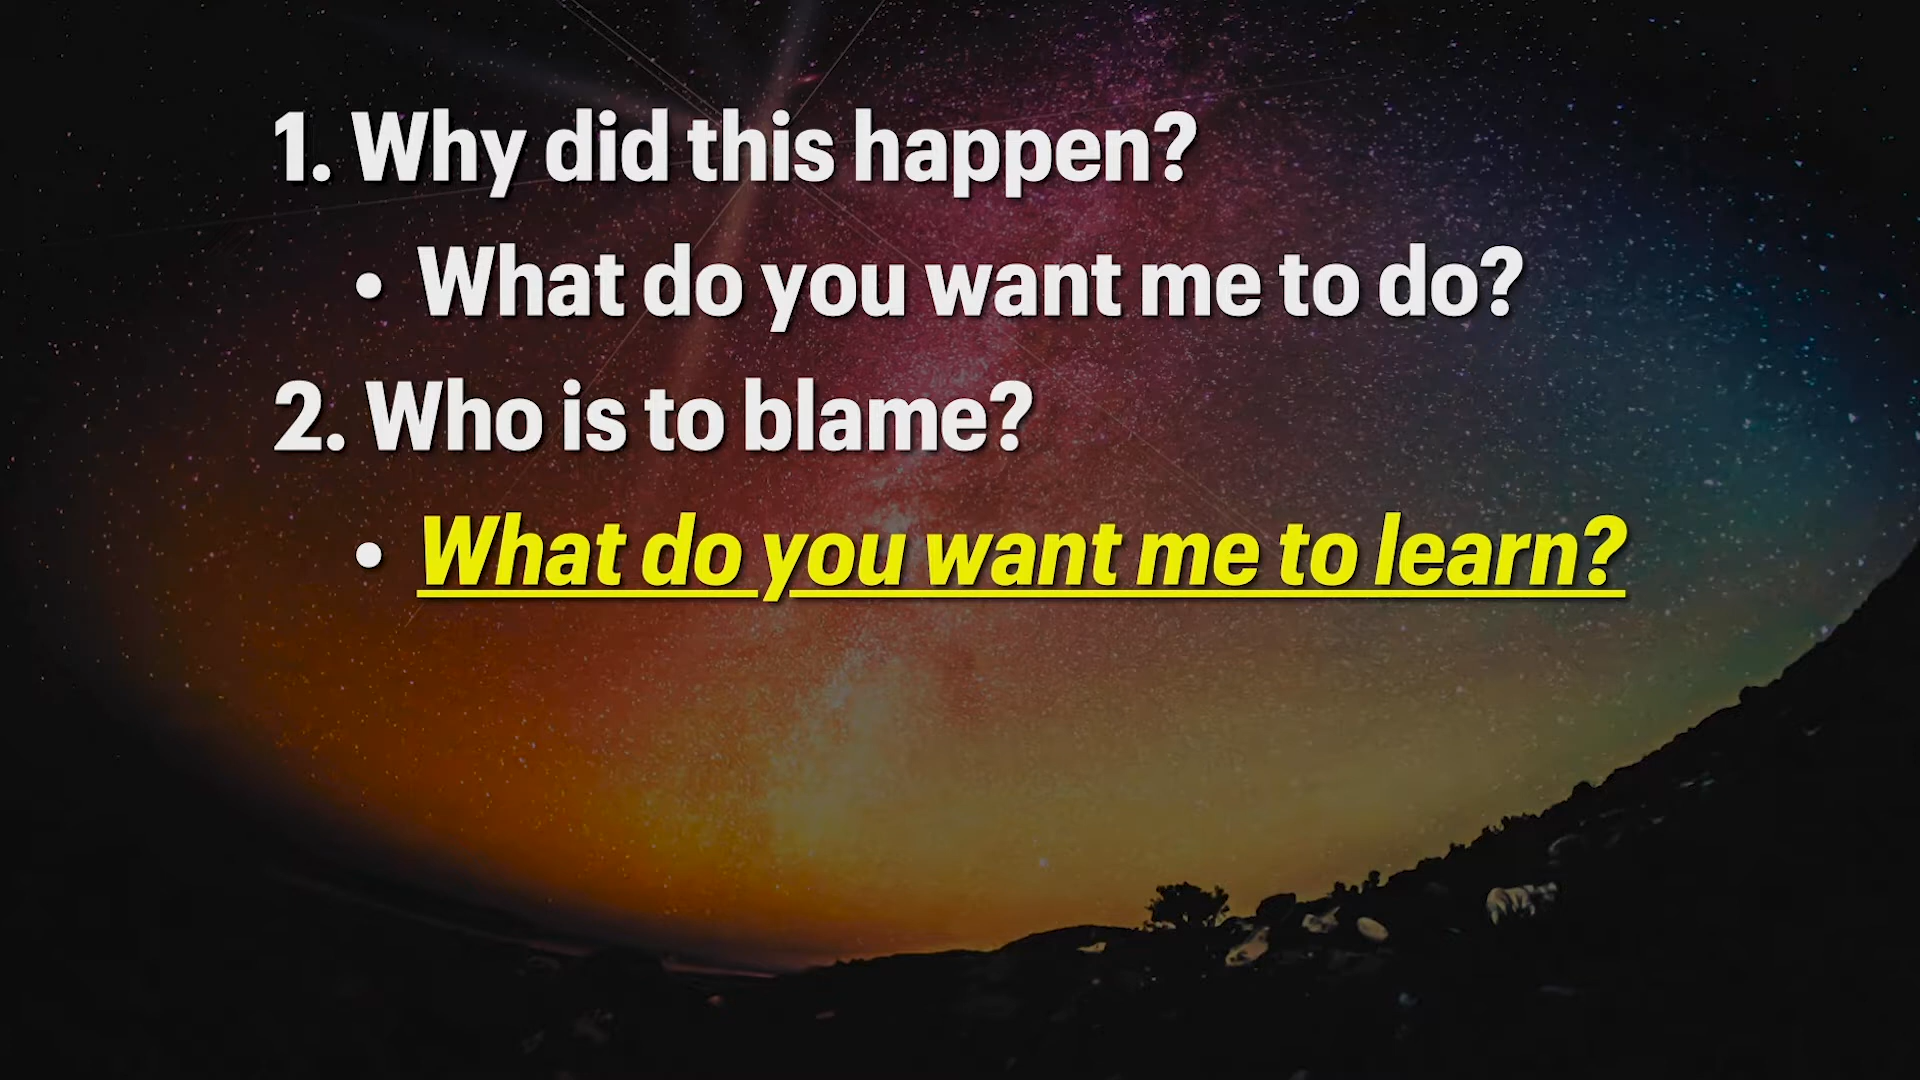 1. Why did this happen?
• What do you want me to do?
2. Who is to blame?
• What do you want me to learn?